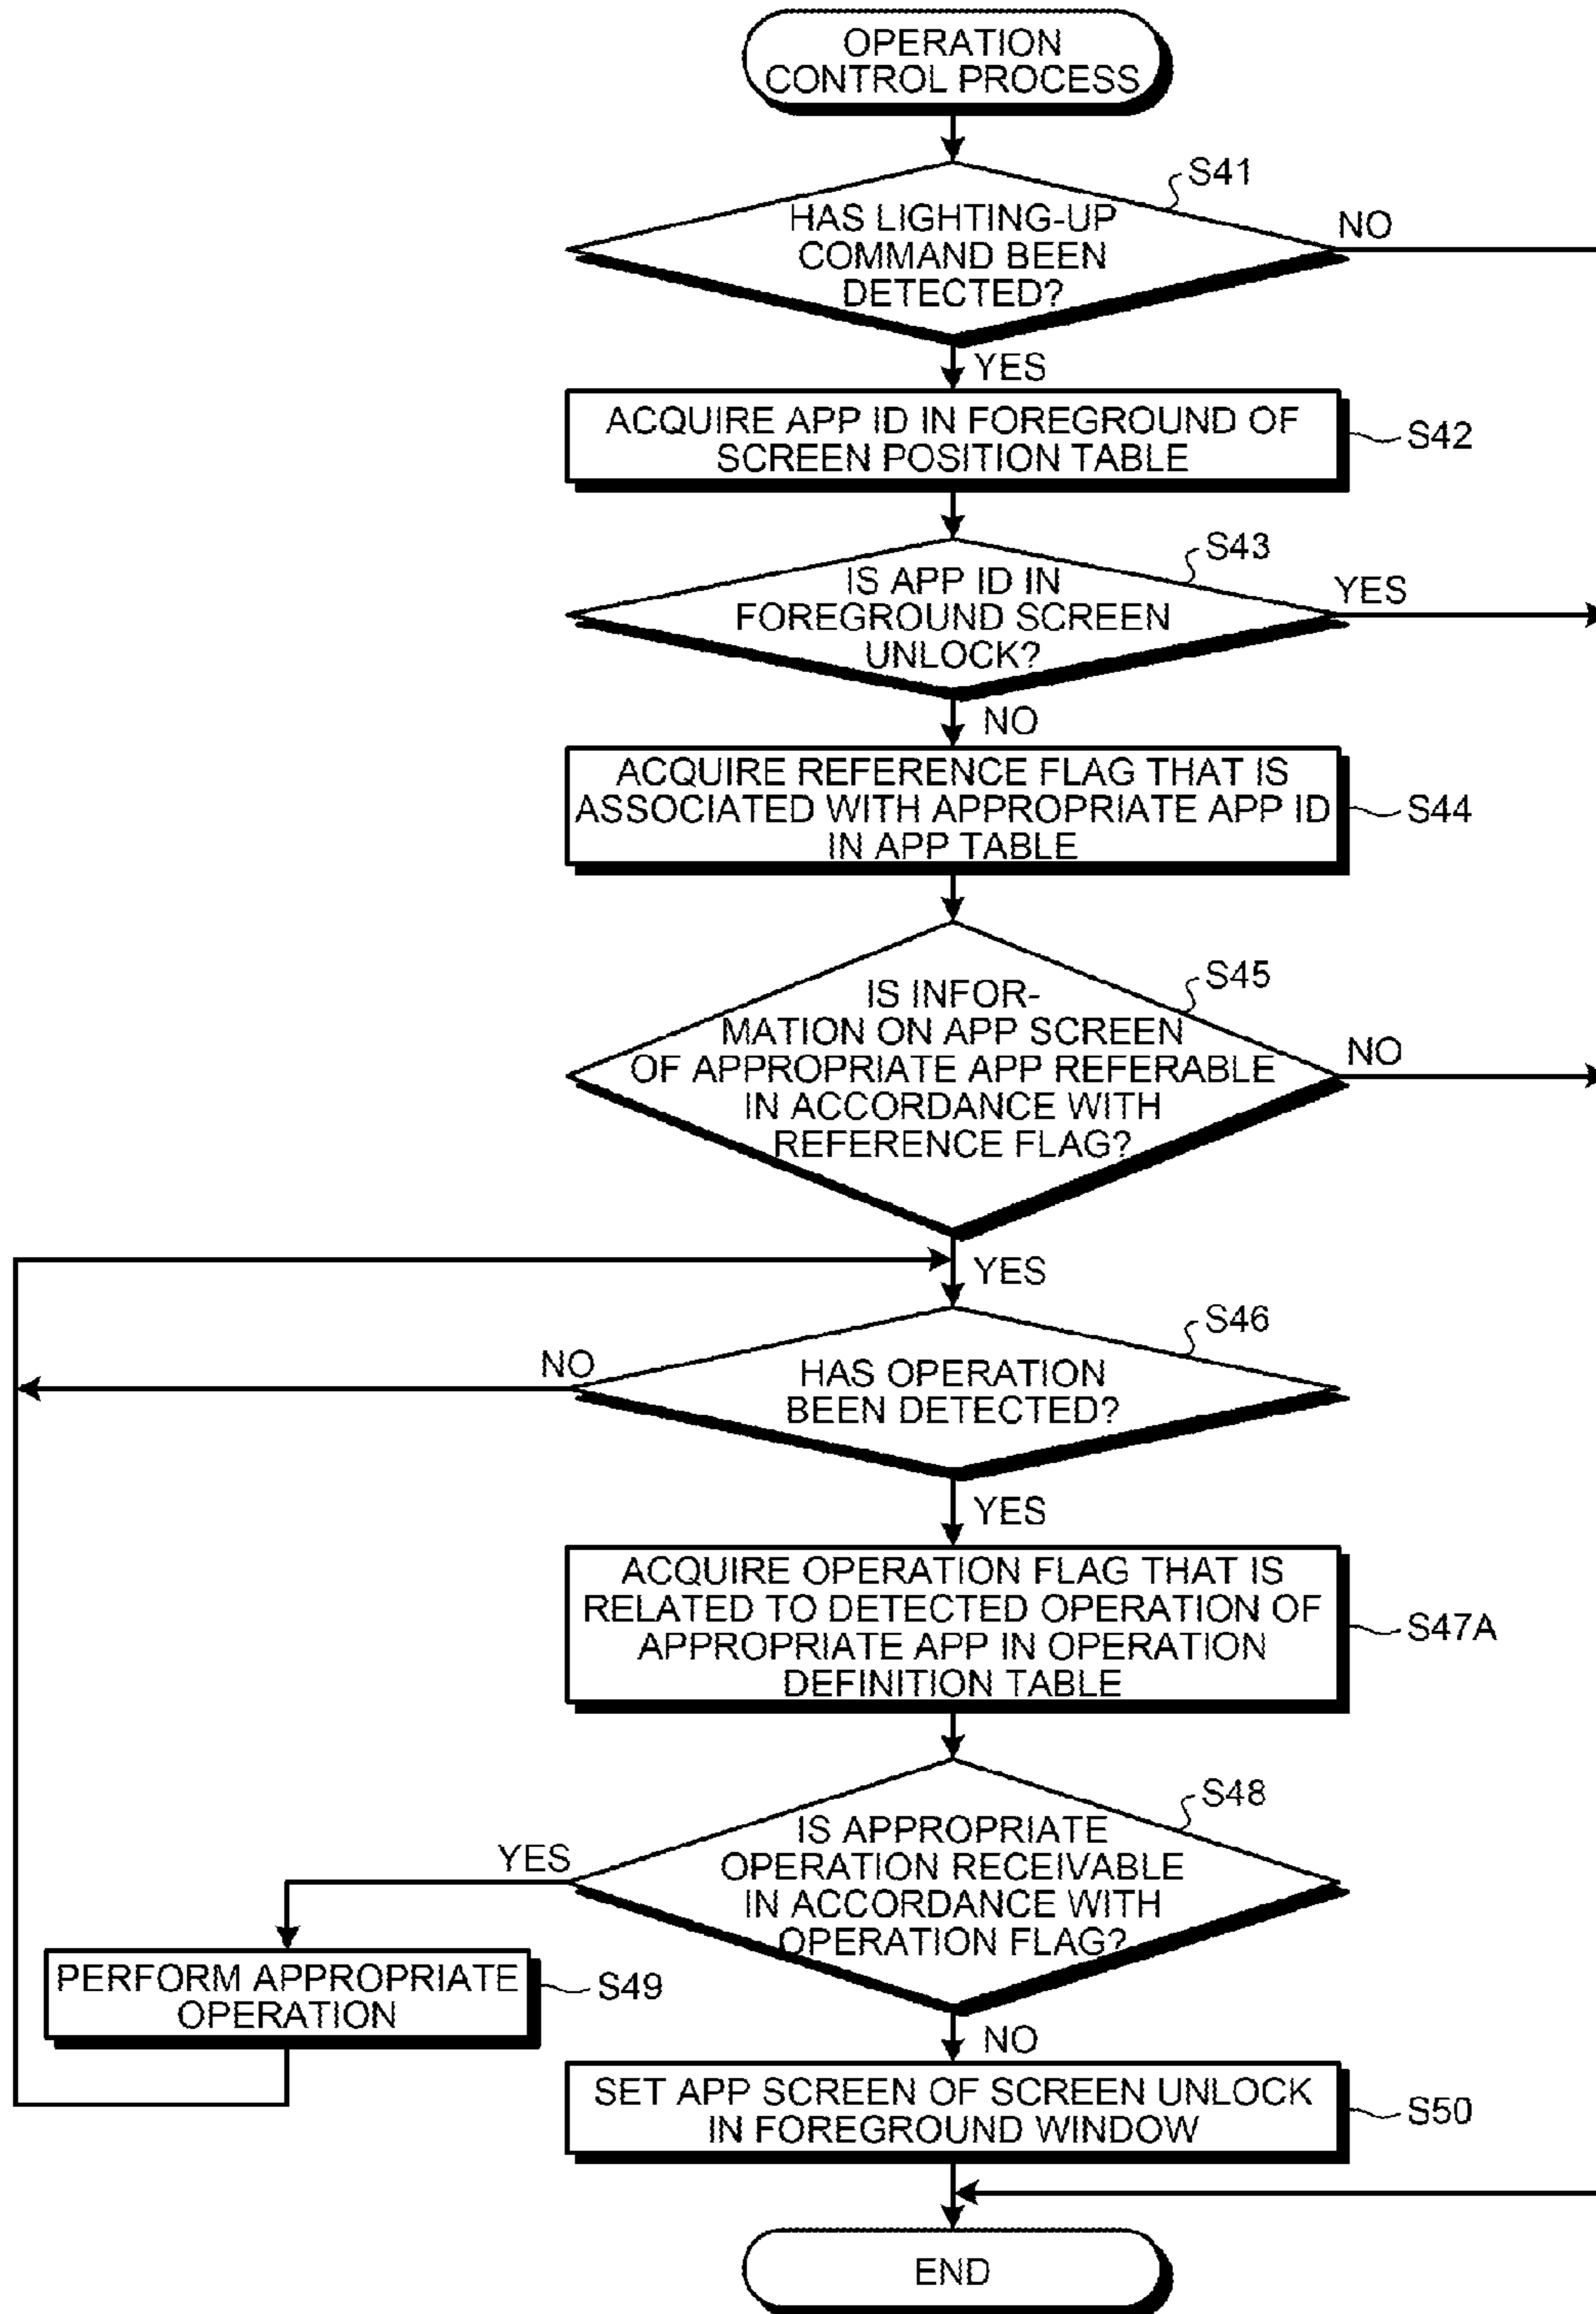 OPERATION
CONTROL PROCESS
S41
HAS LIGHTING-UP
COMMAND BEEN
DETECTED?
NO
YES
ACQUIRE APP ID IN FOREGROUND OF
SCREEN POSITION TABLE
S42
S43
IS APP ID IN
FOREGROUND SCREEN
UNLOCK?
YES
NO
ACQUIRE REFERENCE FLAG THAT IS
ASSOCIATED WITH APPROPRIATE APP ID
IN APP TABLE
S44
S45
IS INFOR-
MATION ON APP SCREEN
OF APPROPRIATE APP REFERABLE
IN ACCORDANCE WITH
REFERENCE FLAG?
NO
YES
S46
NO
HAS OPERATION
BEEN DETECTED?
YES
ACQUIRE OPERATION FLAG THAT IS
RELATED TO DETECTED OPERATION OF
APPROPRIATE APP IN OPERATION
DEFINITION TABLE
S47A
S48
YES
IS APPROPRIATE
OPERATION RECEIVABLE
IN ACCORDANCE WITH
OPERATION FLAG?
PERFORM APPROPRIATE
OPERATION
S49
NO
SET APP SCREEN OF SCREEN UNLOCK
IN FOREGROUND WINDOW
S50
END